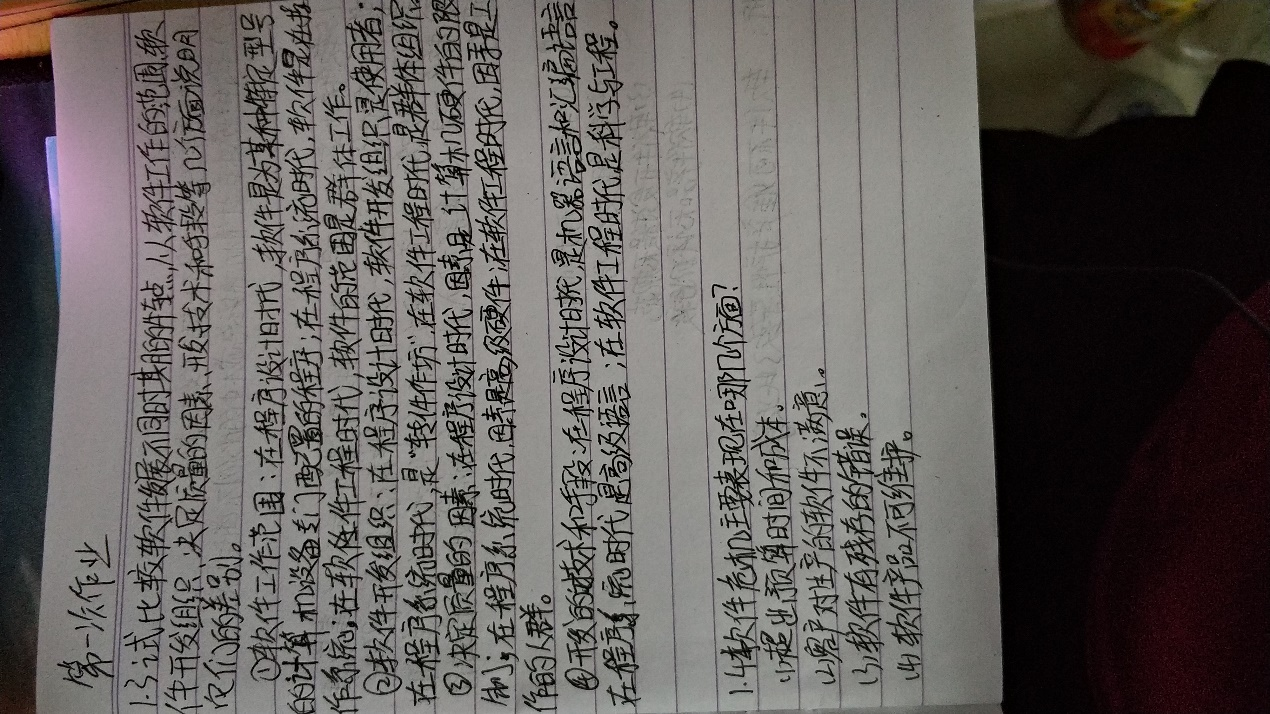 第一次作业
1.3 试比较软件发展不同时期的特点,从软件工作的范围、软
件开发组织、决定质量的因素、开发技术和手段等几个方面说明
它们的差别。
①软件工作范围:在程序设计时代,软件是为某种特定型号
的计算机设备专门配置的程序;在程序系统时代,软件是在操
作系统;在软件工程时代,软件的范围是群体工作。
②软件开发组织:在程序设计时代,软件开发组织是使用者;
在程序系统时代,是“软件作坊”,在软件工程时代,是群体组织。
③决定质量的因素:在程序设计时代,因素是计算机硬件的限
制;在程序系统时代,因素是高级硬件;在软件工程时代,因素是工
作的人群。
④开发的技术和手段:在程序设计时代,是机器语言和汇编语言
在程序系统时代是高级语言;在软件工程时代是科学与工程。
1.4 软件危机主要表现在哪几个方面?
(1)超出预算时间和成本。
(2)客户对生产的软件不满意。
(3)软件有残存的错误。
(4)软件产品不可维护。